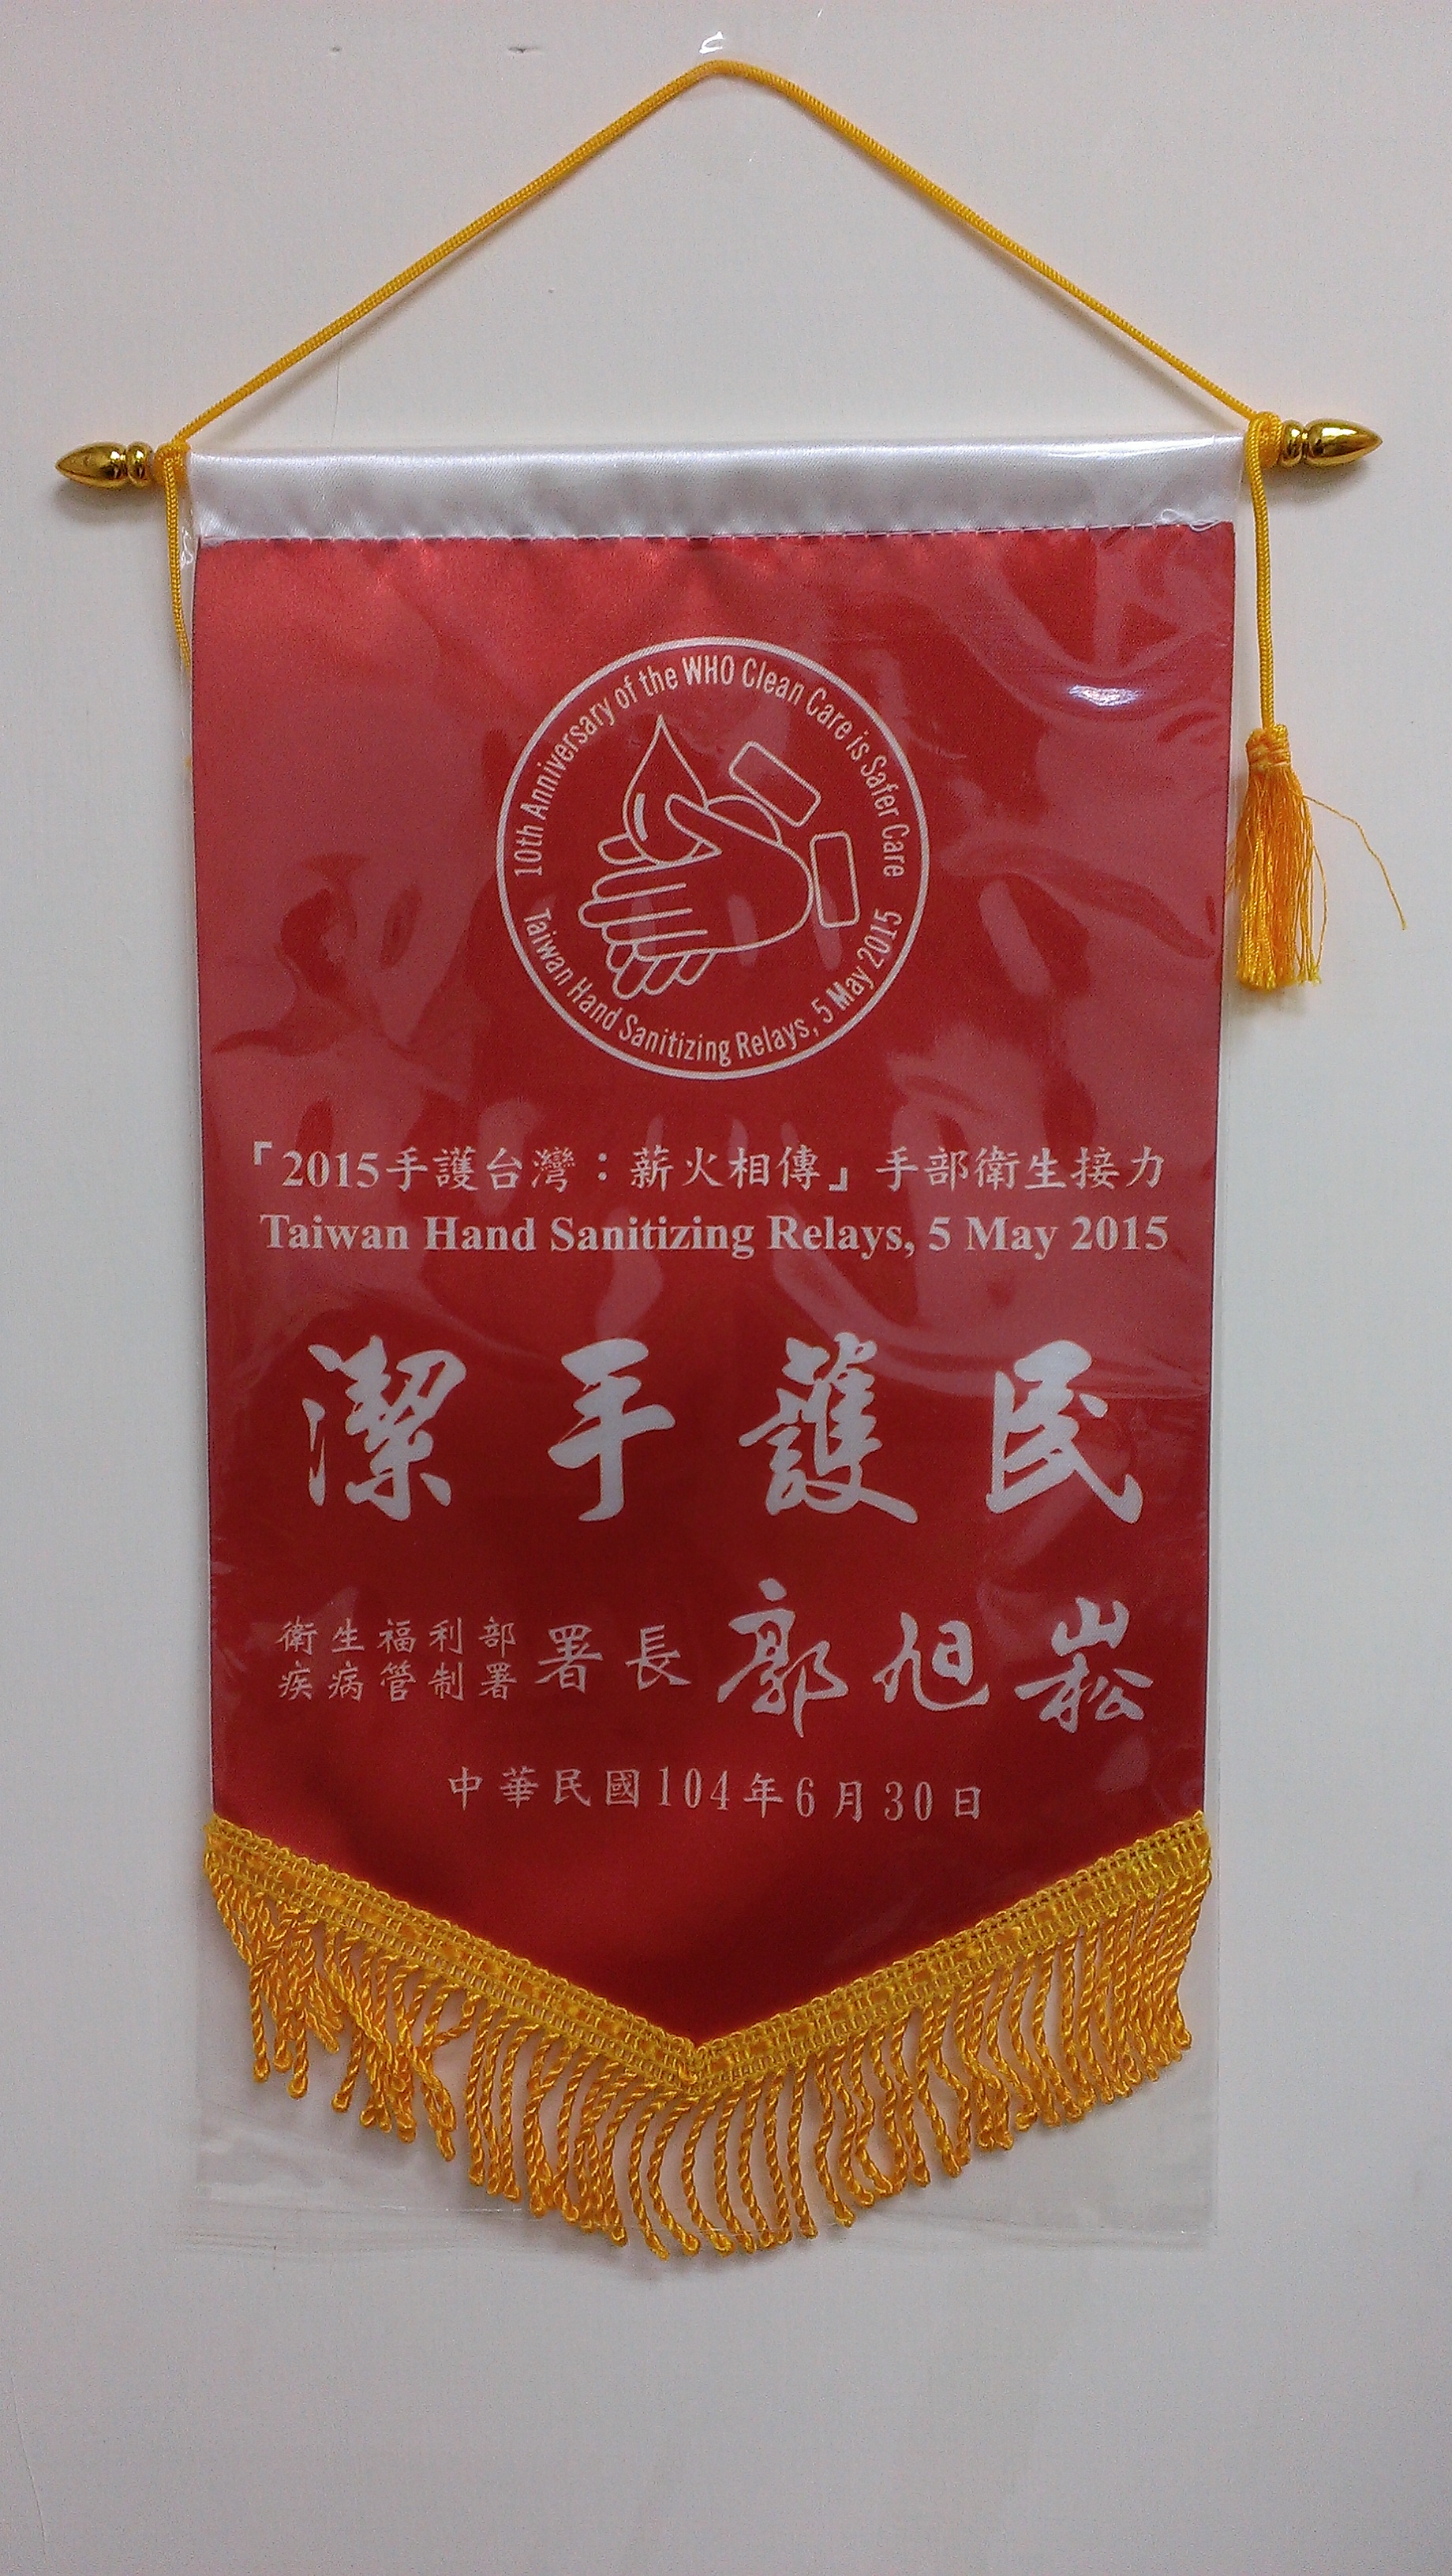 10th Anniversary of the WHO Clean Care is Safer Care
Taiwan Hand Sanitizing Relays, 5 May 2015
「2015手護台灣：薪火相傳」手部衛生接力
Taiwan Hand Sanitizing Relays, 5 May 2015
潔手護民
衛生福利部
疾病管制署
署長郭旭崧
中華民國104年6月30日